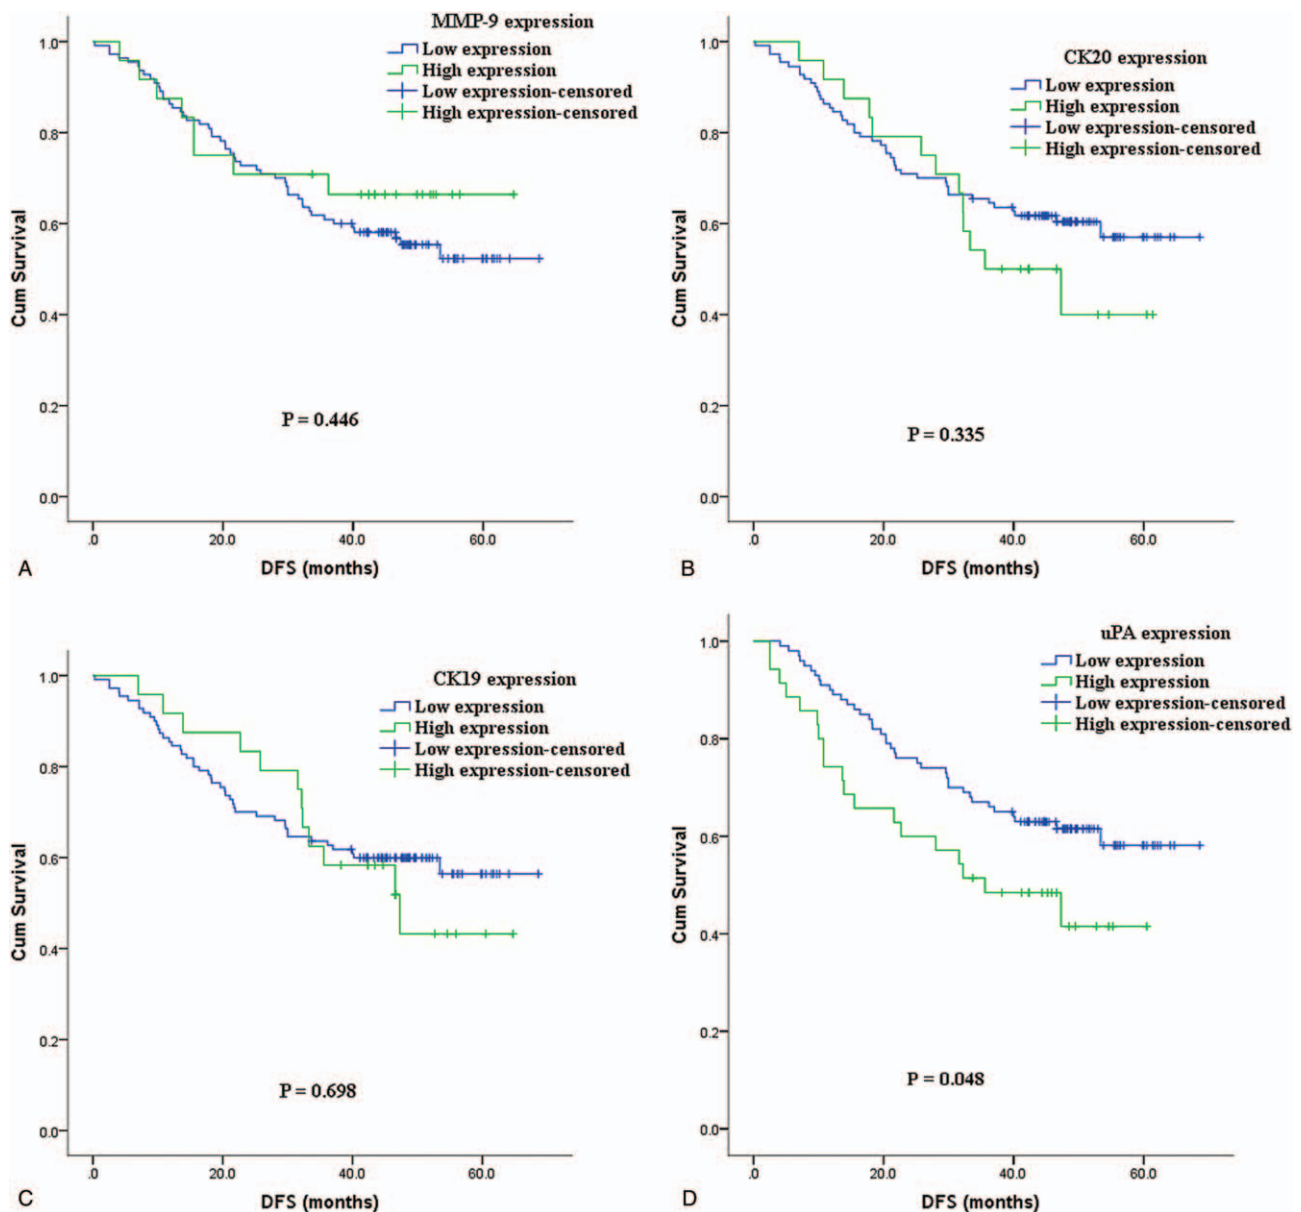 MMP-9 expression
Low expression
High expression
Low expression-censored
High expression-censored
1.0
0.8
0.6
0.4
0.2
0.0
Cum Survival
P = 0.446
.0 20.0 40.0 60.0
DFS (months)
A
CK20 expression
Low expression
High expression
Low expression-censored
High expression-censored
1.0
0.8
0.6
0.4
0.2
0.0
Cum Survival
P = 0.335
.0 20.0 40.0 60.0
DFS (months)
B
CK19 expression
Low expression
High expression
Low expression-censored
High expression-censored
1.0
0.8
0.6
0.4
0.2
0.0
Cum Survival
P = 0.698
.0 20.0 40.0 60.0
DFS (months)
C
uPA expression
Low expression
High expression
Low expression-censored
High expression-censored
1.0
0.8
0.6
0.4
0.2
0.0
Cum Survival
P = 0.048
.0 20.0 40.0 60.0
DFS (months)
D